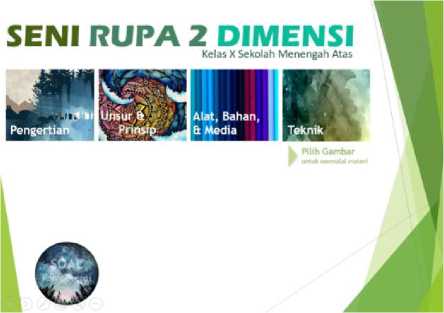 SENI RUPA 2 DIMENSI
Kelas X Sekolah Menengah Atas
Pengertian
Unsur &
Prinsip
Alat, Bahan,
& Media
Teknik
Pilih Gambar
untuk memulai materi
SOAL